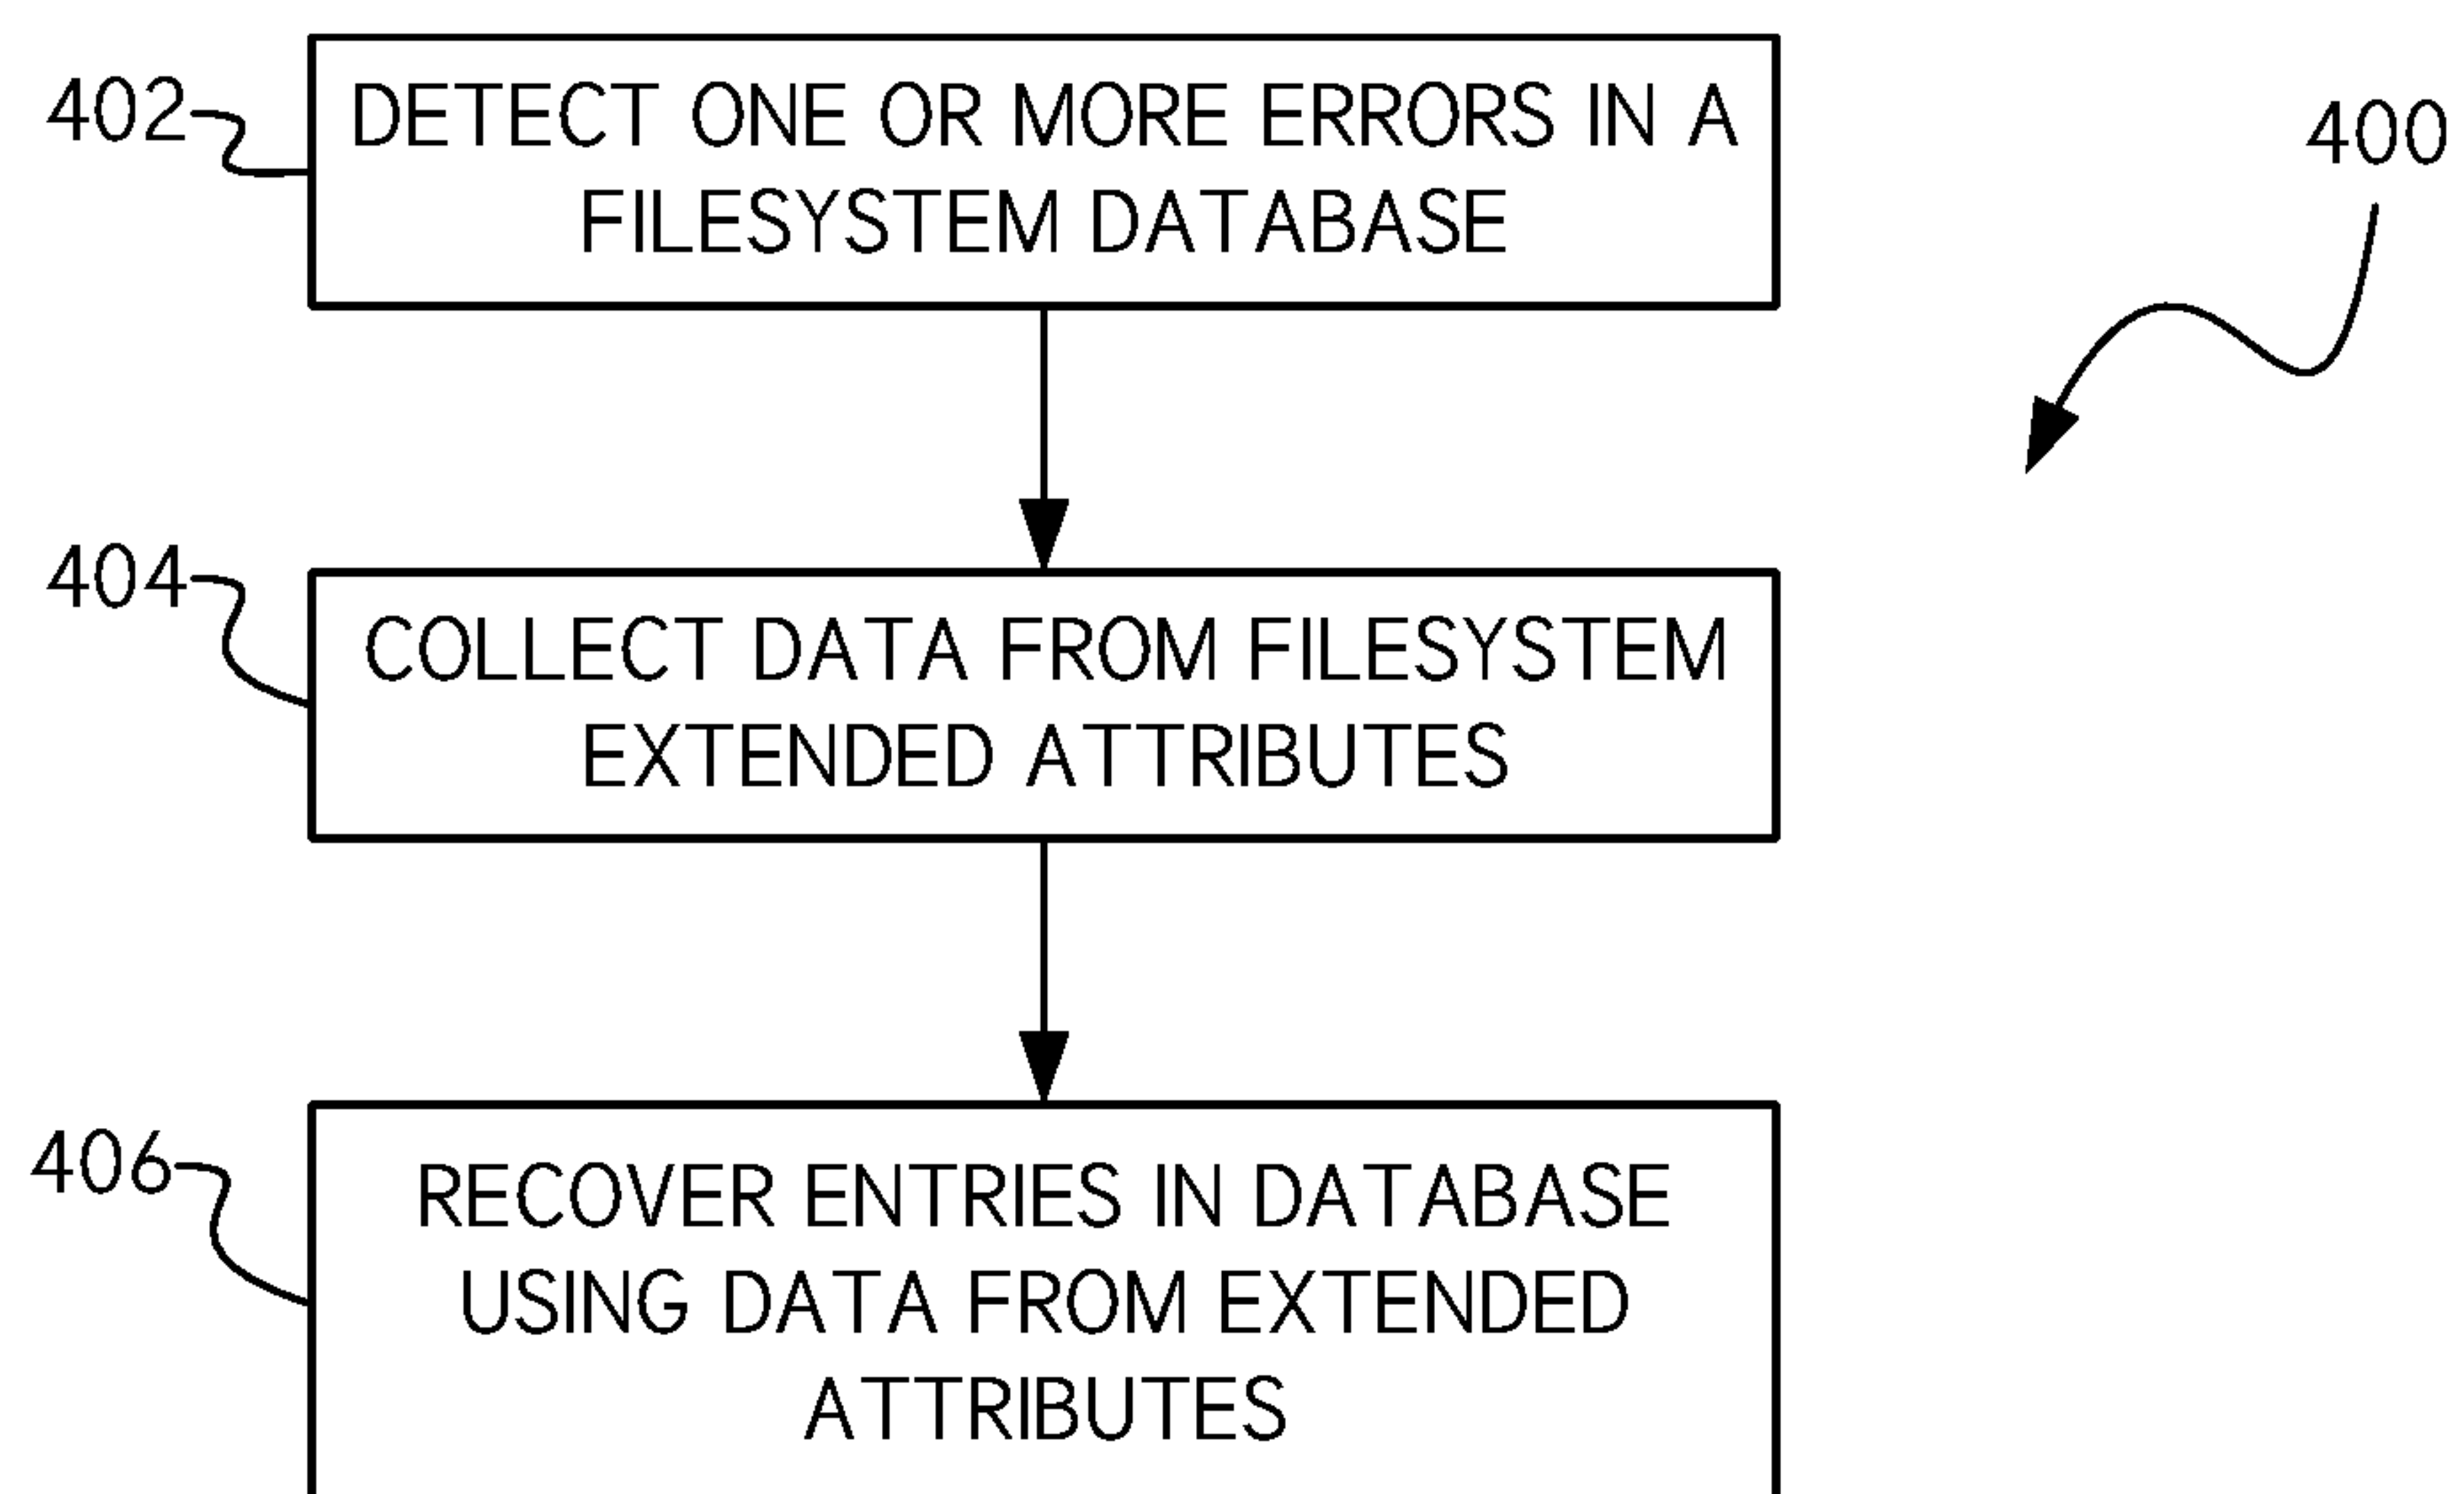 402
DETECT ONE OR MORE ERRORS IN A
FILESYSTEM DATABASE
400
404
COLLECT DATA FROM FILESYSTEM
EXTENDED ATTRIBUTES
406
RECOVER ENTRIES IN DATABASE
USING DATA FROM EXTENDED
ATTRIBUTES